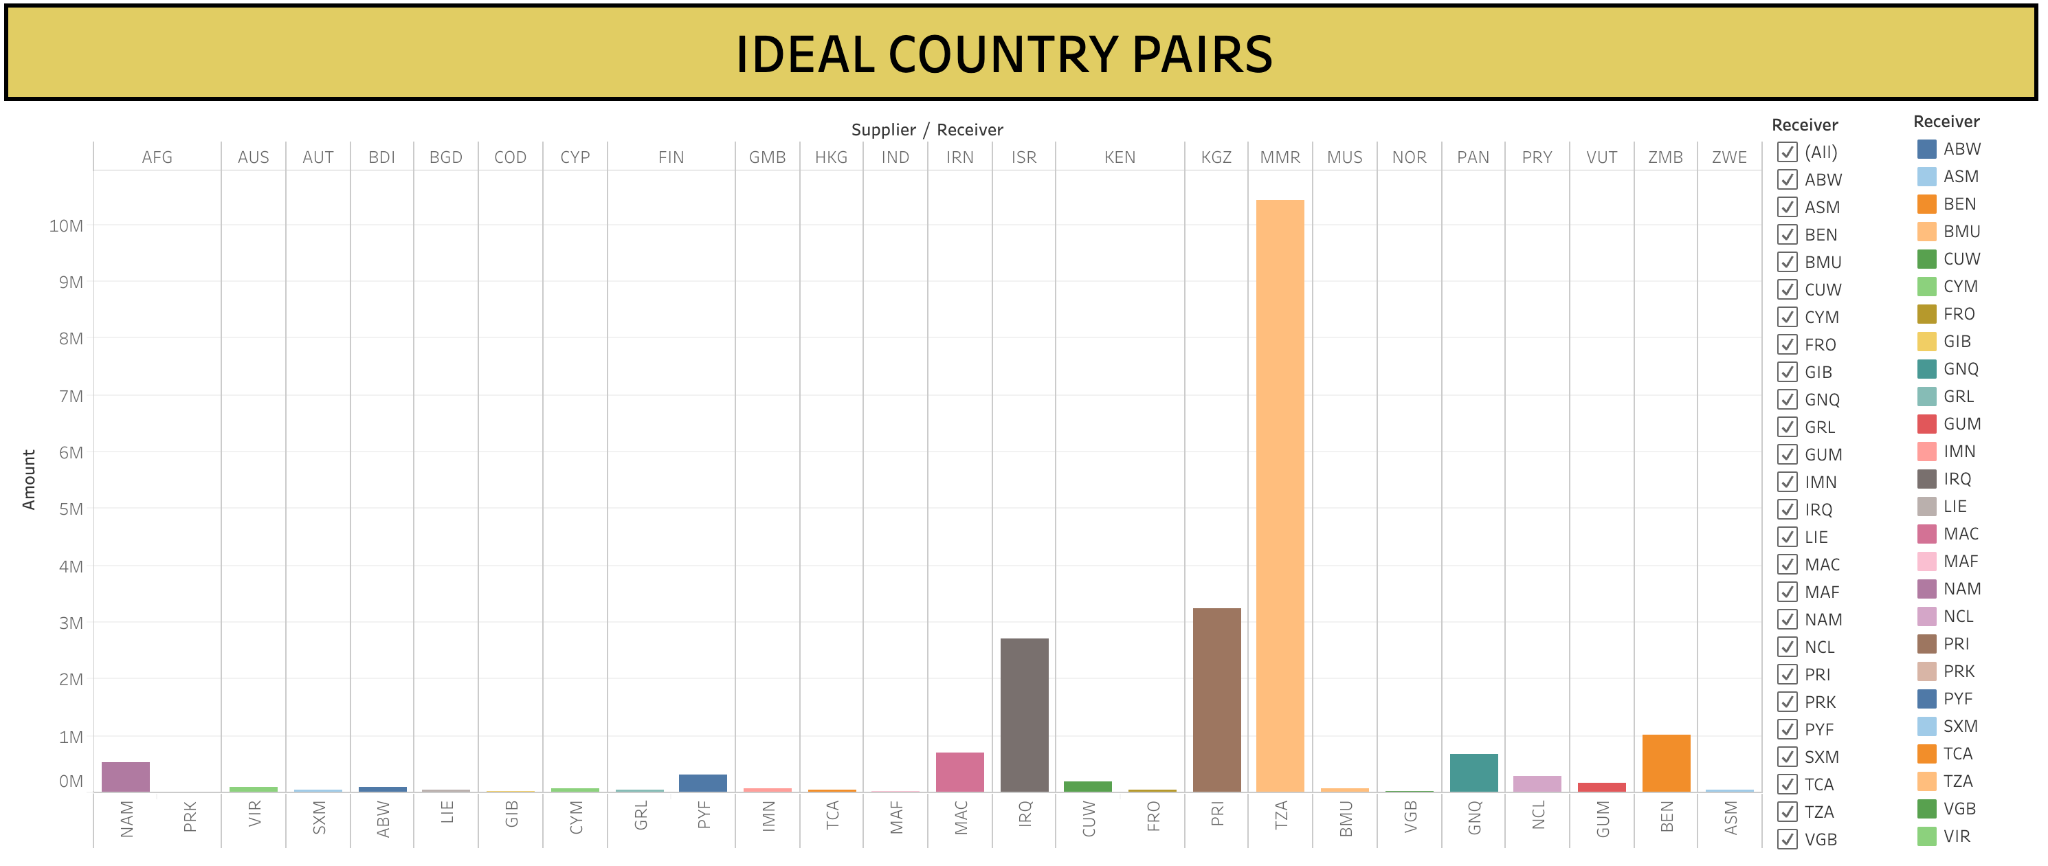 IDEAL COUNTRY PAIRS
Supplier / Receiver
AFG AUS AUT BDI BGD COD CYP FIN GMB HKG IND IRN ISR KEN KGZ MMR MUS NOR PAN PRY VUT ZMB ZWE
10M
9M
8M
7M
6M
5M
4M
3M
2M
1M
0M
Amount
NAM PRK VIR SXM ABW LIE GIB CYM GRL PYF IMN TCA MAF MAC IRQ CUW FRO PRI TZA BMU VGB GNQ NCL GUM BEN ASM
Receiver
(All)
ABW
ASM
BEN
BMU
CUW
CYM
FRO
GIB
GNQ
GRL
GUM
IMN
IRQ
LIE
MAC
MAF
NAM
NCL
PRI
PRK
PYF
SXM
TCA
TZA
VGB
Receiver
ABW
ASM
BEN
BMU
CUW
CYM
FRO
GIB
GNQ
GRL
GUM
IMN
IRQ
LIE
MAC
MAF
NAM
NCL
PRI
PRK
PYF
SXM
TCA
TZA
VGB
VIR